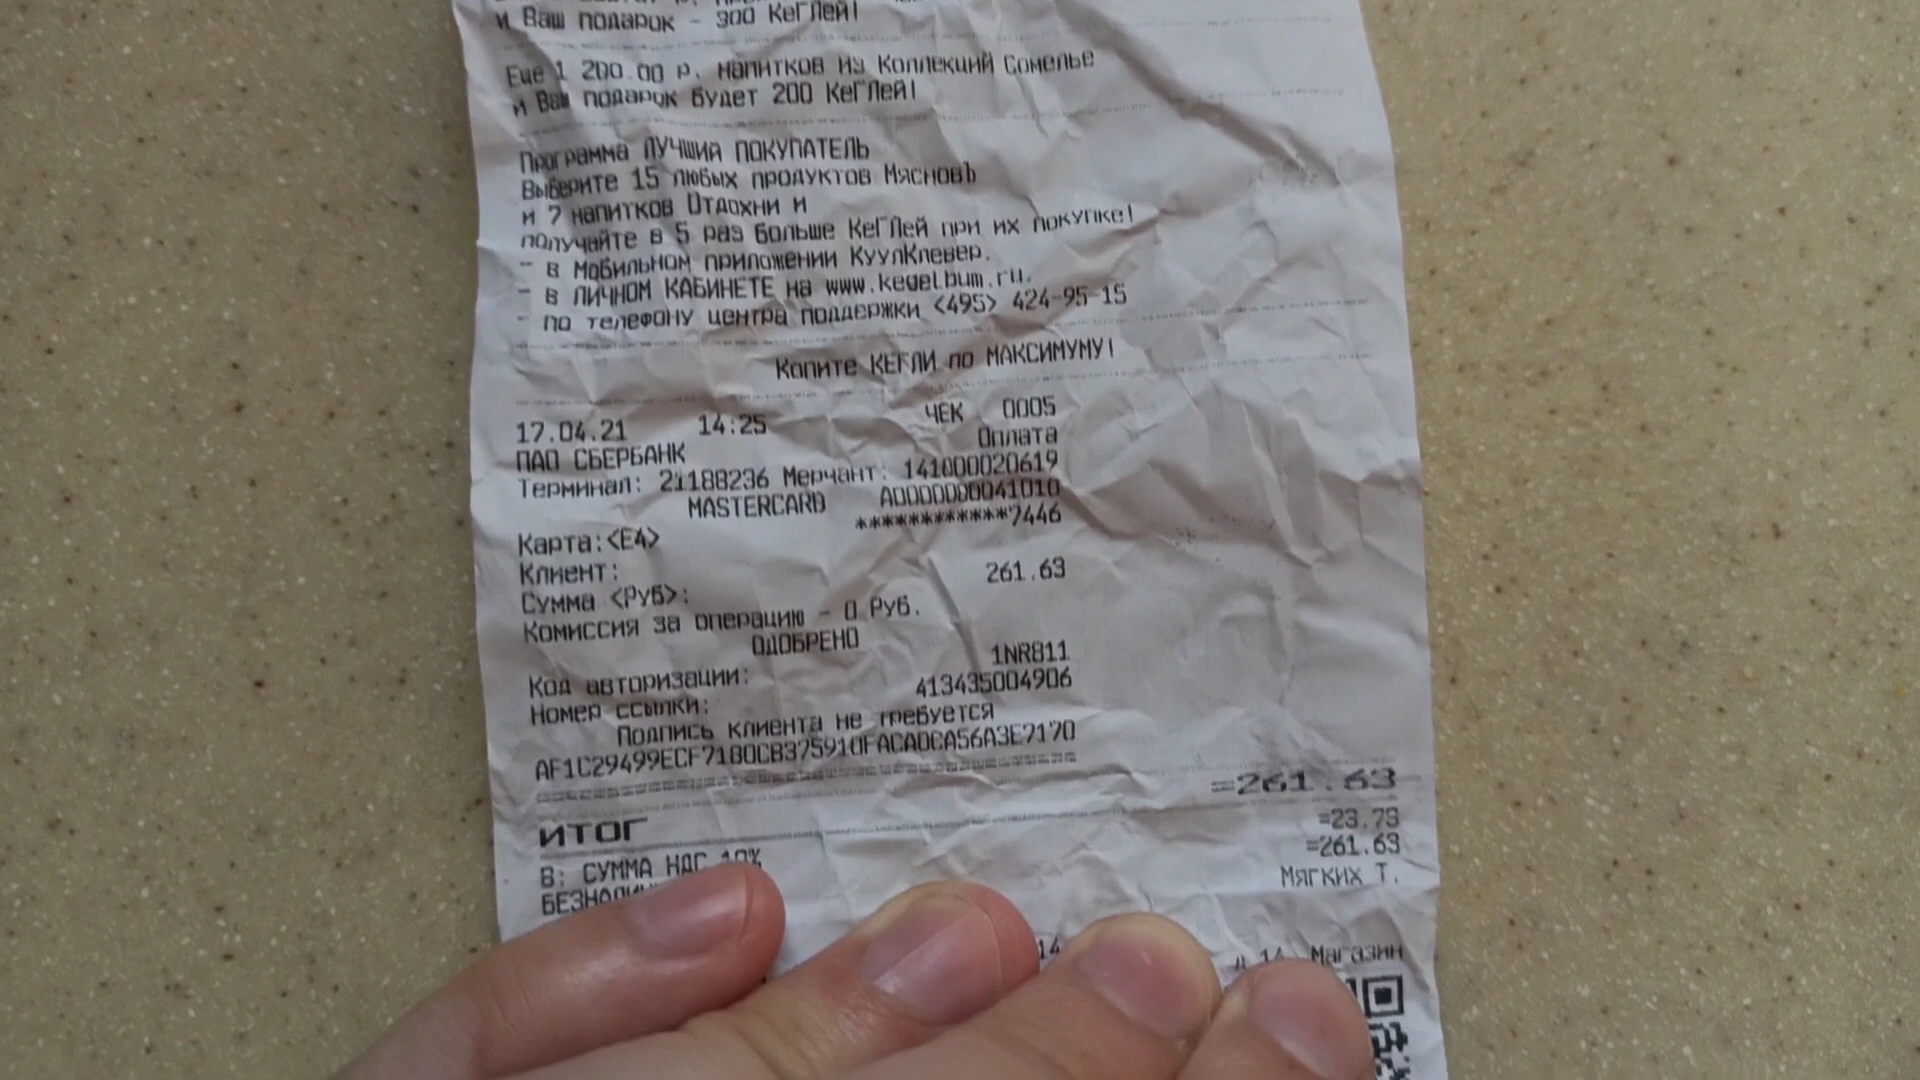 и Ваш подарок - 300 КеГЛей!
Еще 1 200.00 р. напитков из Коллекций Сомелье
и Ваш подарок будет 200 КеГЛей!
Программа ЛУЧШИЙ ПОКУПАТЕЛЬ
Выберите 15 любых продуктов МясновЪ
и 7 напитков Отдохни и
получайте в 5 раз больше КеГЛей при их покупке!
- в Мобильном приложении КуулКлевер.
- в ЛИЧНОМ КАБИНЕТЕ на www.kegelbum.ru.
- по телефону центра поддержки <495> 424-95-15
Копите КЕГЛИ по МАКСИМУМУ!
17.04.21 14:25 ЧЕК 0005
ПАО СБЕРБАНК Оплата
Терминал: 21188236 Мерчант: 141000020619
MASTERCARD A0000000041010
Карта:<E4> ************7446
Клиент:
Сумма <Руб>: 261.63
Комиссия за операцию - 0 Руб.
ОДОБРЕНО
Код авторизации: 1NR811
Номер ссылки: 413435004906
Подпись клиента не требуется
AF1C29499ECF7180CB375910FACA0CA56A3E7170
ИТОГ =261.63
В: СУММА НДС 10% =23.79
=261.63
Мягких Т.
14 д 14 Магазин